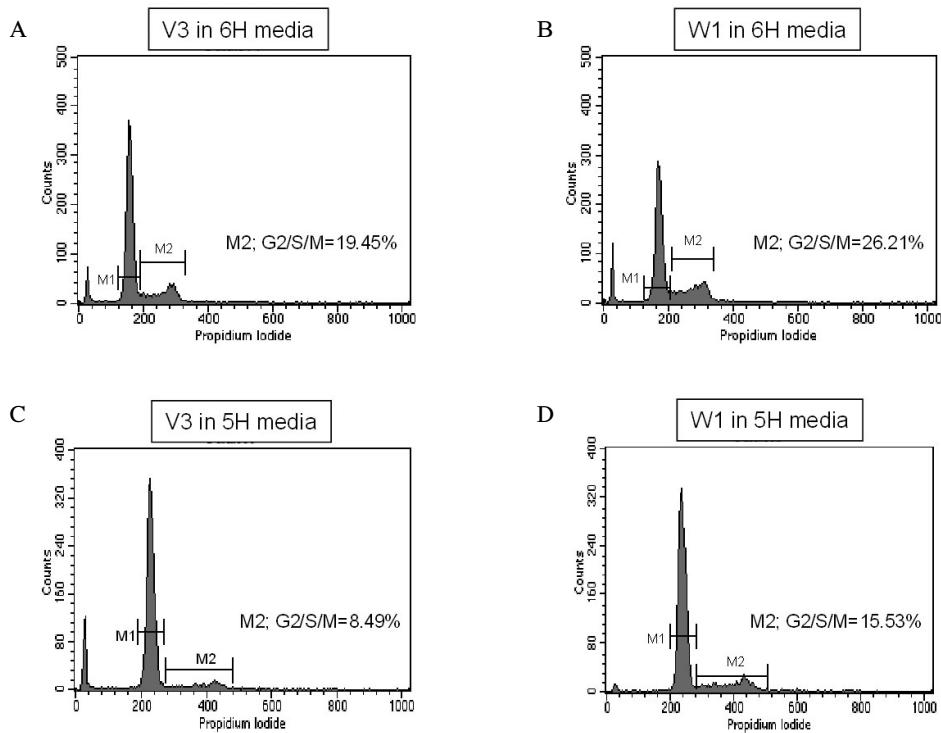 A
V3 in 6H media
500
400
300
200
100
0
Counts
M1
M2
M2; G2/S/M=19.45%
0 200 400 600 800 1000
Propidium Iodide
B
W1 in 6H media
500
400
300
200
100
0
Counts
M1
M2
M2; G2/S/M=26.21%
0 200 400 600 800 1000
Propidium Iodide
C
V3 in 5H media
400
320
240
160
80
0
Counts
M1
M2
M2; G2/S/M=8.49%
0 200 400 600 800 1000
Propidium Iodide
D
W1 in 5H media
400
320
240
160
80
0
Counts
M1
M2
M2; G2/S/M=15.53%
0 200 400 600 800 1000
Propidium Iodide